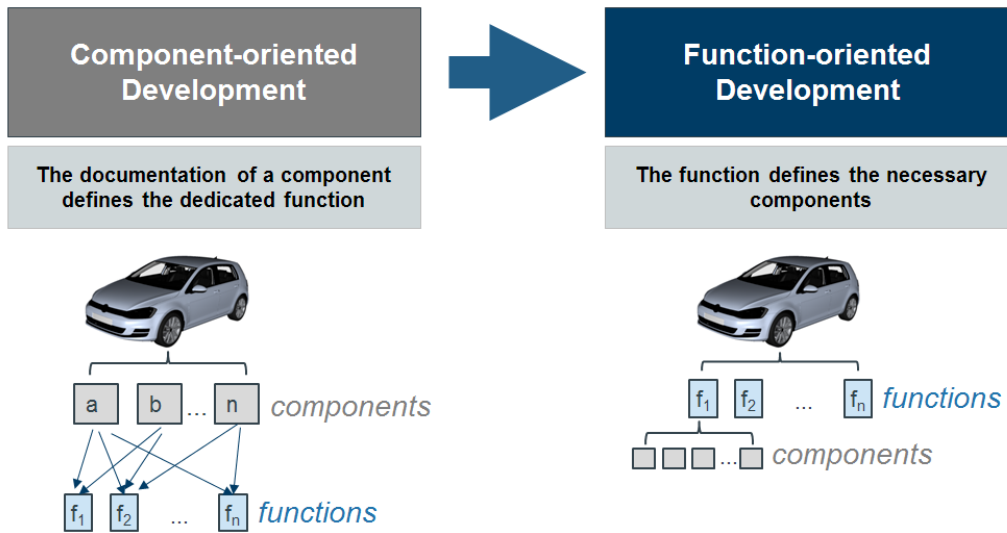 Component-oriented
Development
Function-oriented
Development
The documentation of a component
defines the dedicated function
The function defines the necessary
components
a b ... n components
f1 f2 ... fn functions
f1 f2 ... fn functions
... components